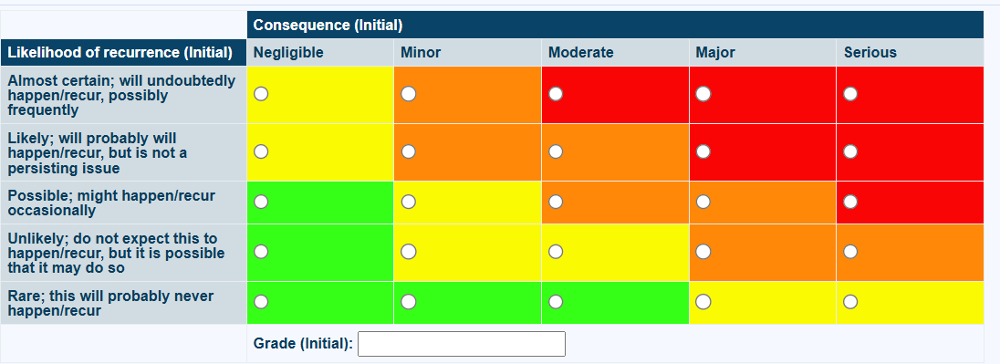 Consequence (Initial)
Likelihood of recurrence (Initial) Negligible Minor Moderate Major Serious
Almost certain; will undoubtedly
happen/recur, possibly
frequently
Likely; will probably will
happen/recur, but is not a
persisting issue
Possible; might happen/recur
occasionally
Unlikely; do not expect this to
happen/recur, but it is possible
that it may do so
Rare; this will probably never
happen/recur
Grade (Initial):